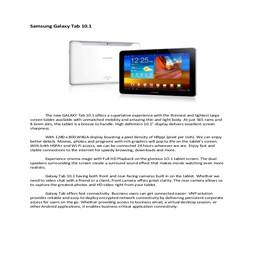 Samsung Galaxy Tab 10.1
The new GALAXY Tab 10.1 offers a superlative experience with the thinnest and lightest large
screen tablet available with unmatched mobility and amazing thin and light body. At just 565 rams and
8.6mm slim, this tablet is a breeze to handle. High definition 10.1" display delivers excellent screen
sharpness.
With 1280 x 800 WXGA display boasting a pixel density of 149ppi (pixel per inch). We can enjoy
better details. Movies, photos and programs with rich graphics will pop to life on the tablet's screen.
With both HSPA+ and Wi-Fi access, we can be connected 24 hours wherever we are. Enjoy fast and
stable connections to the internet for speedy browsing, downloads and more.
Experience cinema magic with Full HD Playback on the glorious 10.1 tablet screen. The dual
speakers surrounding the screen create a surround sound effect that makes movie watching even more
realistic.
Galaxy Tab 10.1 having both front and rear facing cameras built in on the tablet. Whether we
need to video chat with a friend or a client, front camera offers great clarity. The rear camera allows us
to capture the greatest photos and HD video right from your tablet.
Galaxy Tab offers fast connectivity. Business users can get connected easier. VNP solution
provides reliable and easy-to-deploy encrypted network connectivity by delivering persistent corporate
access for users on the go. Whether providing access to business email, a virtual desktop session, or
other Android applications, it enables business critical application connectivity.